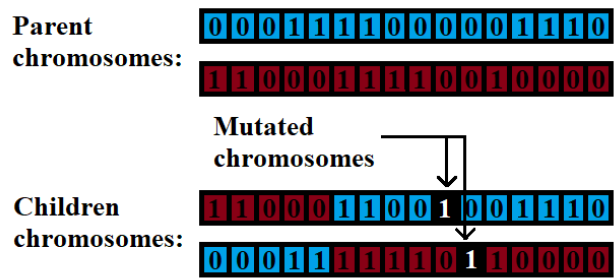 Parent
chromosomes:
0 0 0 1 1 1 1 0 0 0 0 0 1 1 1 0
1 1 0 0 0 1 1 1 1 0 0 1 0 0 0 0
Mutated
chromosomes
Children
chromosomes:
1 1 0 0 0 1 1 0 0 1 0 0 1 1 1 0
0 0 0 1 1 1 1 1 1 0 1 1 0 0 0 0